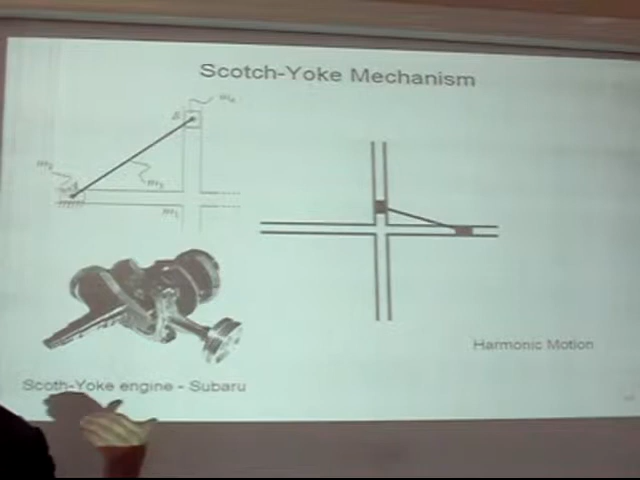 Scotch-Yoke Mechanism
Scoth-Yoke engine - Subaru
Harmonic Motion